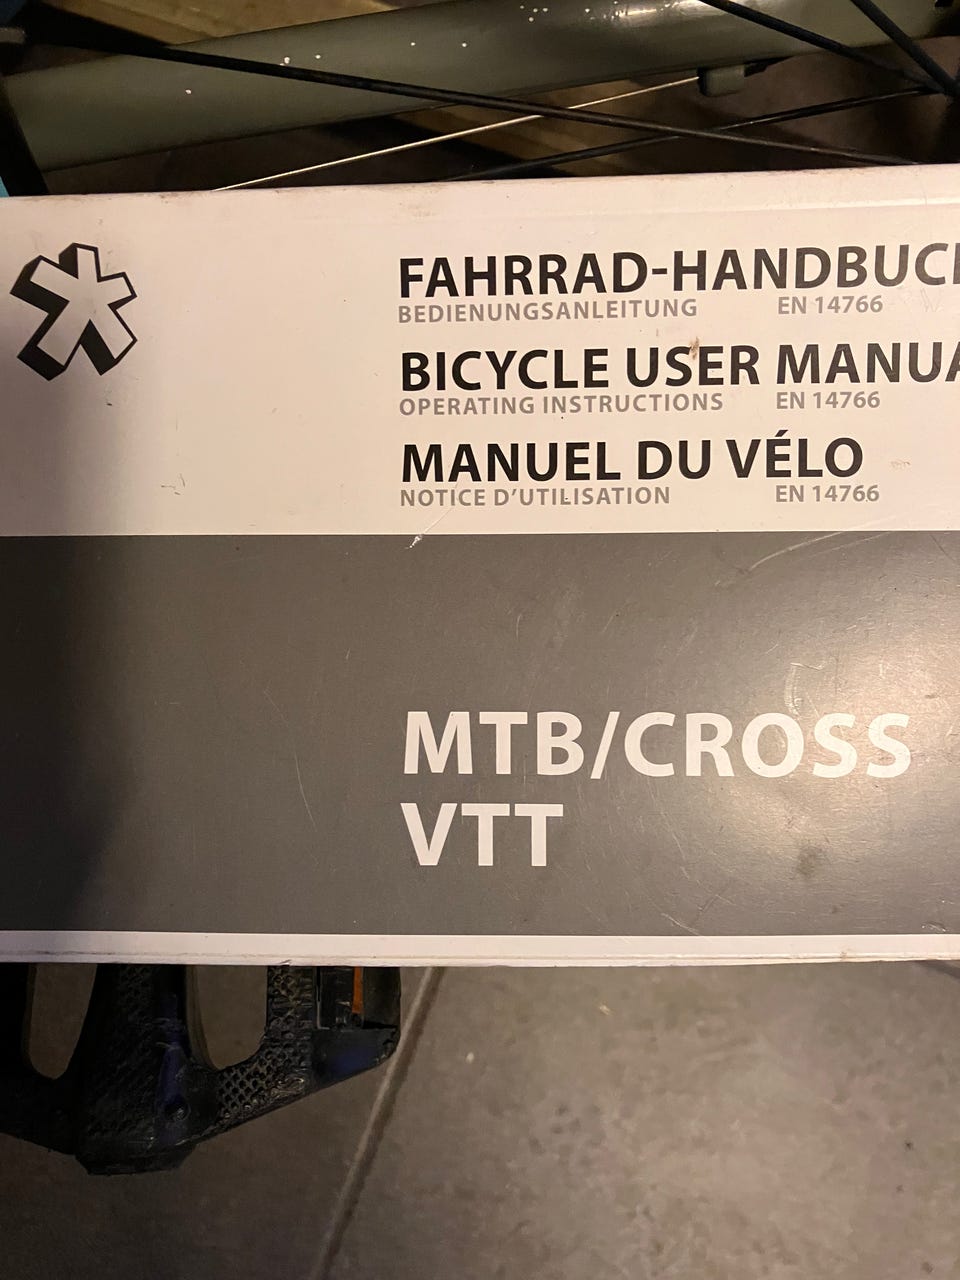 FAHRRAD-HANDBUC
BEDIENUNGSANLEITUNG EN 14766
BICYCLE USER MANUA
OPERATING INSTRUCTIONS EN 14766
MANUEL DU VÉLO
NOTICE D'UTILISATION EN 14766
MTB/CROSS
VTT